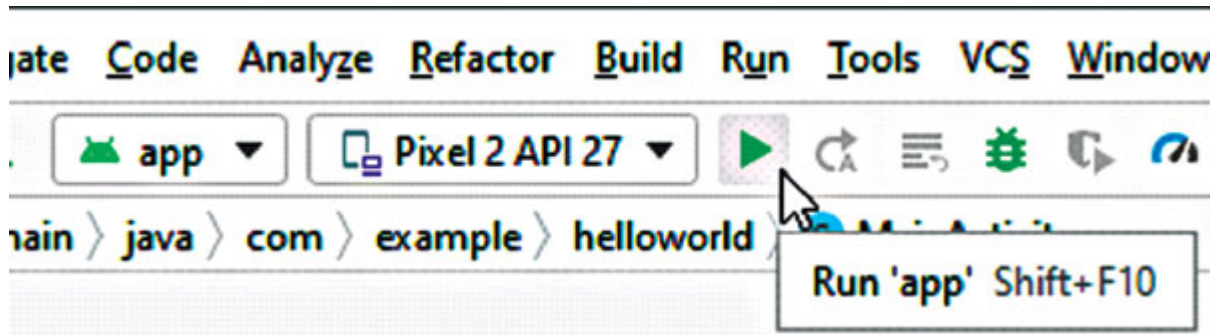 gate Code Analyze Refactor Build Run Tools VCS Window
app Pixel 2 API 27
main java com example helloworld
Run 'app' Shift+F10